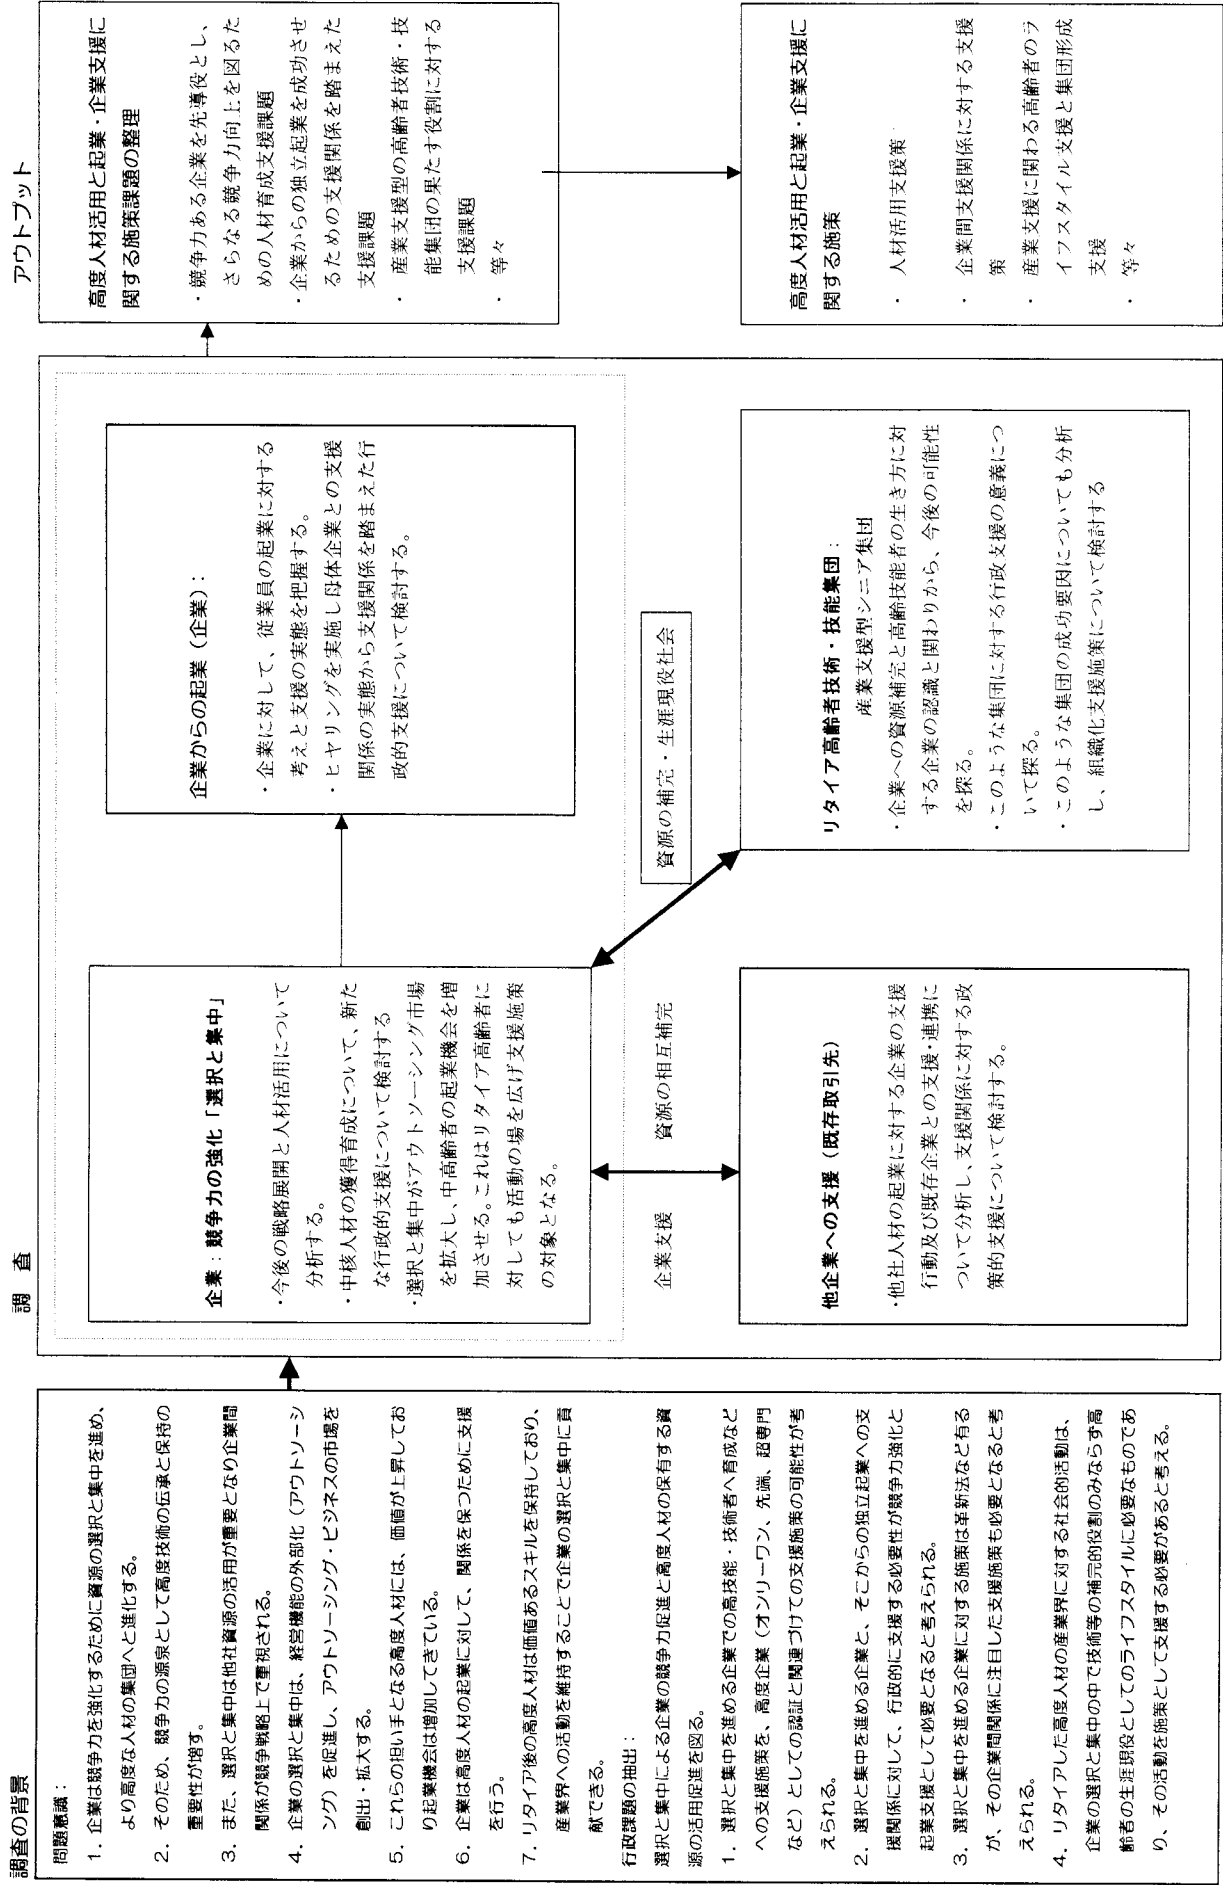 調査の背景
問題意識：
1．企業は競争力を強化するために資源の選択と集中を進め、
より高度な人材の集団へと進化する。
2．そのため、競争力の源泉として高度技術の伝承と保持の
重要性が増す。
3．また、選択と集中は他社資源の活用が重要となり企業間
関係が競争戦略上で重視される。
4．企業の選択と集中は、経営機能の外部化（アウトソーシ
ング）を促進し、アウトソーシング・ビジネスの市場を
創出・拡大する。
5．これらの担い手となる高度人材には、価値が上昇してお
り起業機会は増加してきている。
6．企業は高度人材の起業に対して、関係を保つために支援
を行う。
7．リタイア後の高度人材は価値あるスキルを保持しており、
産業界への活動を維持することで企業の選択と集中に貢
献できる。
行政課題の抽出：
選択と集中による企業の競争力促進と高度人材の保有する資
源の活用促進を図る。
1．選択と集中を進める企業での高技能・技術者へ育成など
への支援施策を、高度企業（オンリーワン、先端、超専門
など）としての認証と関連づけての支援施策の可能性が考
えられる。
2．選択と集中を進める企業と、そこからの独立起業への支
援関係に対して、行政的に支援する必要性が競争力強化と
起業支援として必要となると考えられる。
3．選択と集中を進める企業に対する施策は革新法など有る
が、その企業間関係に注目した支援施策も必要となると考
えられる。
4．リタイアした高度人材の産業界に対する社会的活動は、
企業の選択と集中の中で技術等の補完的役割のみならず高
齢者の生涯現役としてのライフスタイルに必要なものであ
り、その活動を施策として支援する必要があると考える。
調　査
企業：競争力の強化「選択と集中」
・今後の戦略展開と人材活用について
分析する。
・中核人材の獲得育成について、新た
な行政的支援について検討する
・選択と集中がアウトソーシング市場
を拡大し、中高齢者の起業機会を増
加させる。これはリタイア高齢者に
対しても活動の場を広げ支援施策
の対象となる。
企業からの起業（企業）：
・企業に対して、従業員の起業に対する
考えと支援の実態を把握する。
・ヒヤリングを実施し母体企業との支援
関係の実態から支援関係を踏まえた行
政的支援について検討する。
企業支援
資源の相互補完
資源の補完・生涯現役社会
他企業への支援（既存取引先）
・他社人材の起業に対する企業の支援
行動及び既存企業との支援・連携に
ついて分析し、支援関係に対する政
策的支援について検討する。
リタイア高齢者技術・技能集団：
産業支援型シニア集団
・企業への資源補完と高齢技能者の生き方に対
する企業の認識と関わりから、今後の可能性
を探る。
・このような集団に対する行政支援の意義につ
いて探る。
・このような集団の成功要因についても分析
し、組織化支援施策について検討する
アウトプット
高度人材活用と起業・企業支援に
関する施策課題の整理
・競争力ある企業を先導役とし、
さらなる競争力向上を図るた
めの人材育成支援課題
・企業からの独立起業を成功させ
るための支援関係を踏まえた
支援課題
・産業支援型の高齢者技術・技
能集団の果たす役割に対する
支援課題
・等々
高度人材活用と起業・企業支援に
関する施策
・人材活用支援策
・企業間支援関係に対する支援
策
・産業支援に関わる高齢者のラ
イフスタイル支援と集団形成
支援
・等々